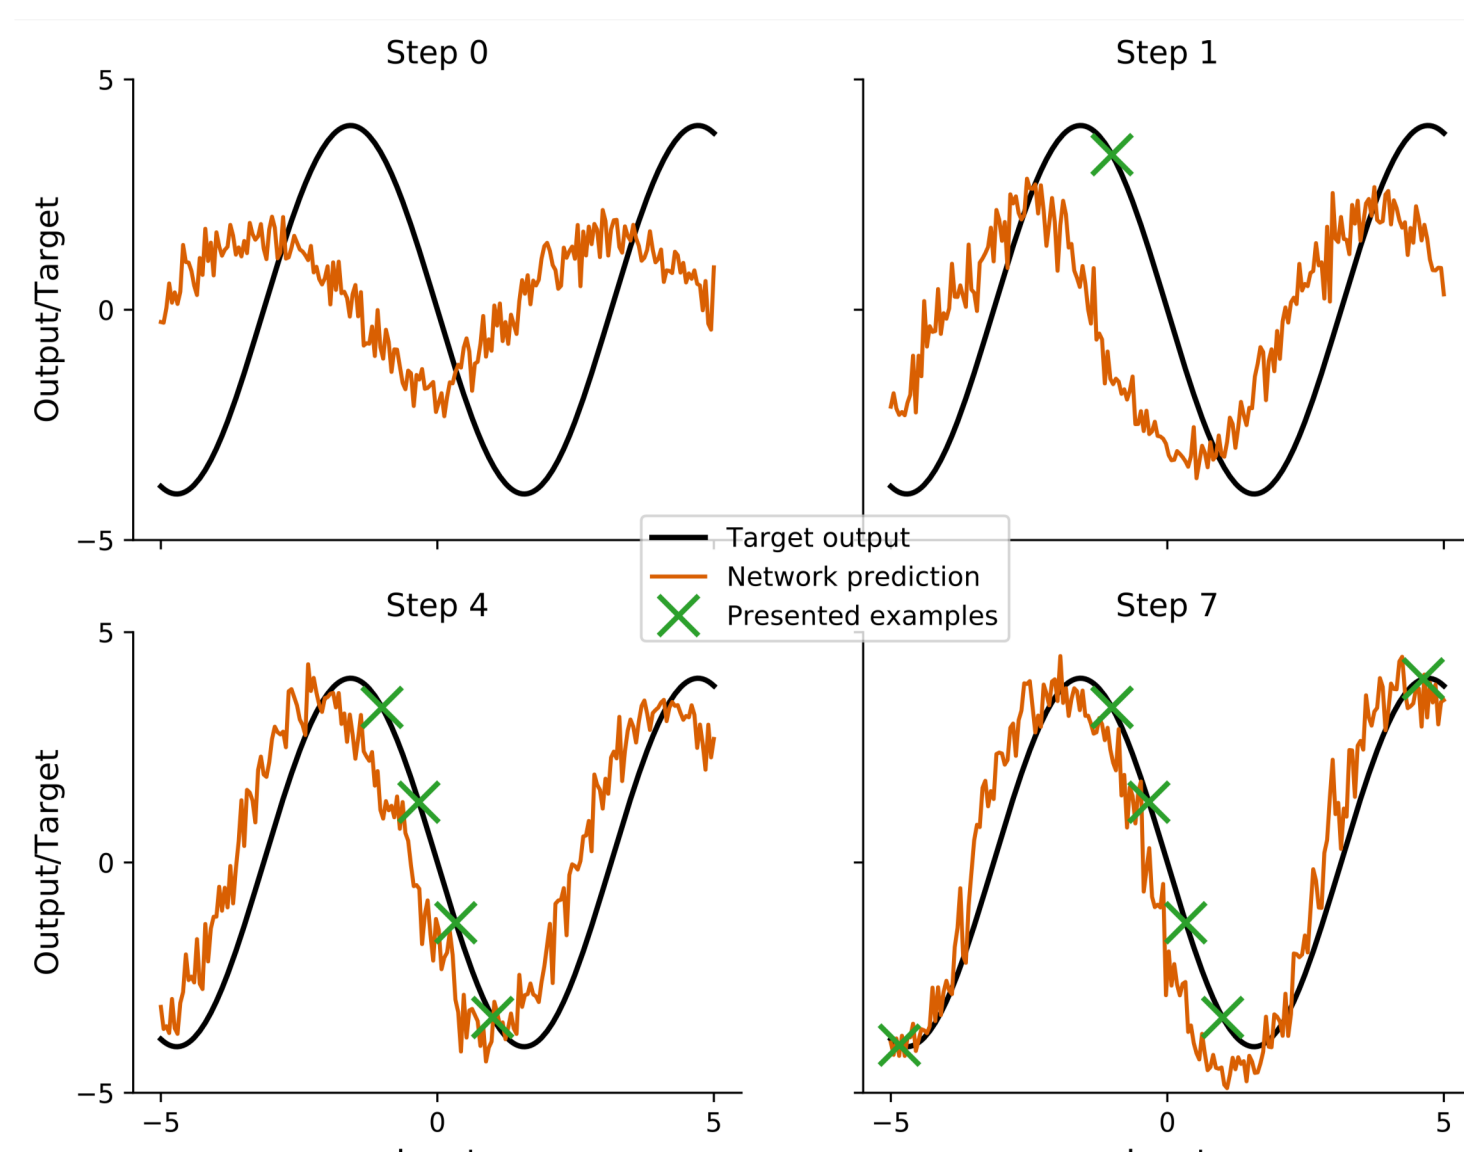 Step 0
Step 1
5
0
−5
Output/Target
Target output
Network prediction
Presented examples
Step 4
Step 7
5
0
−5
Output/Target
−5 0 5
−5 0 5